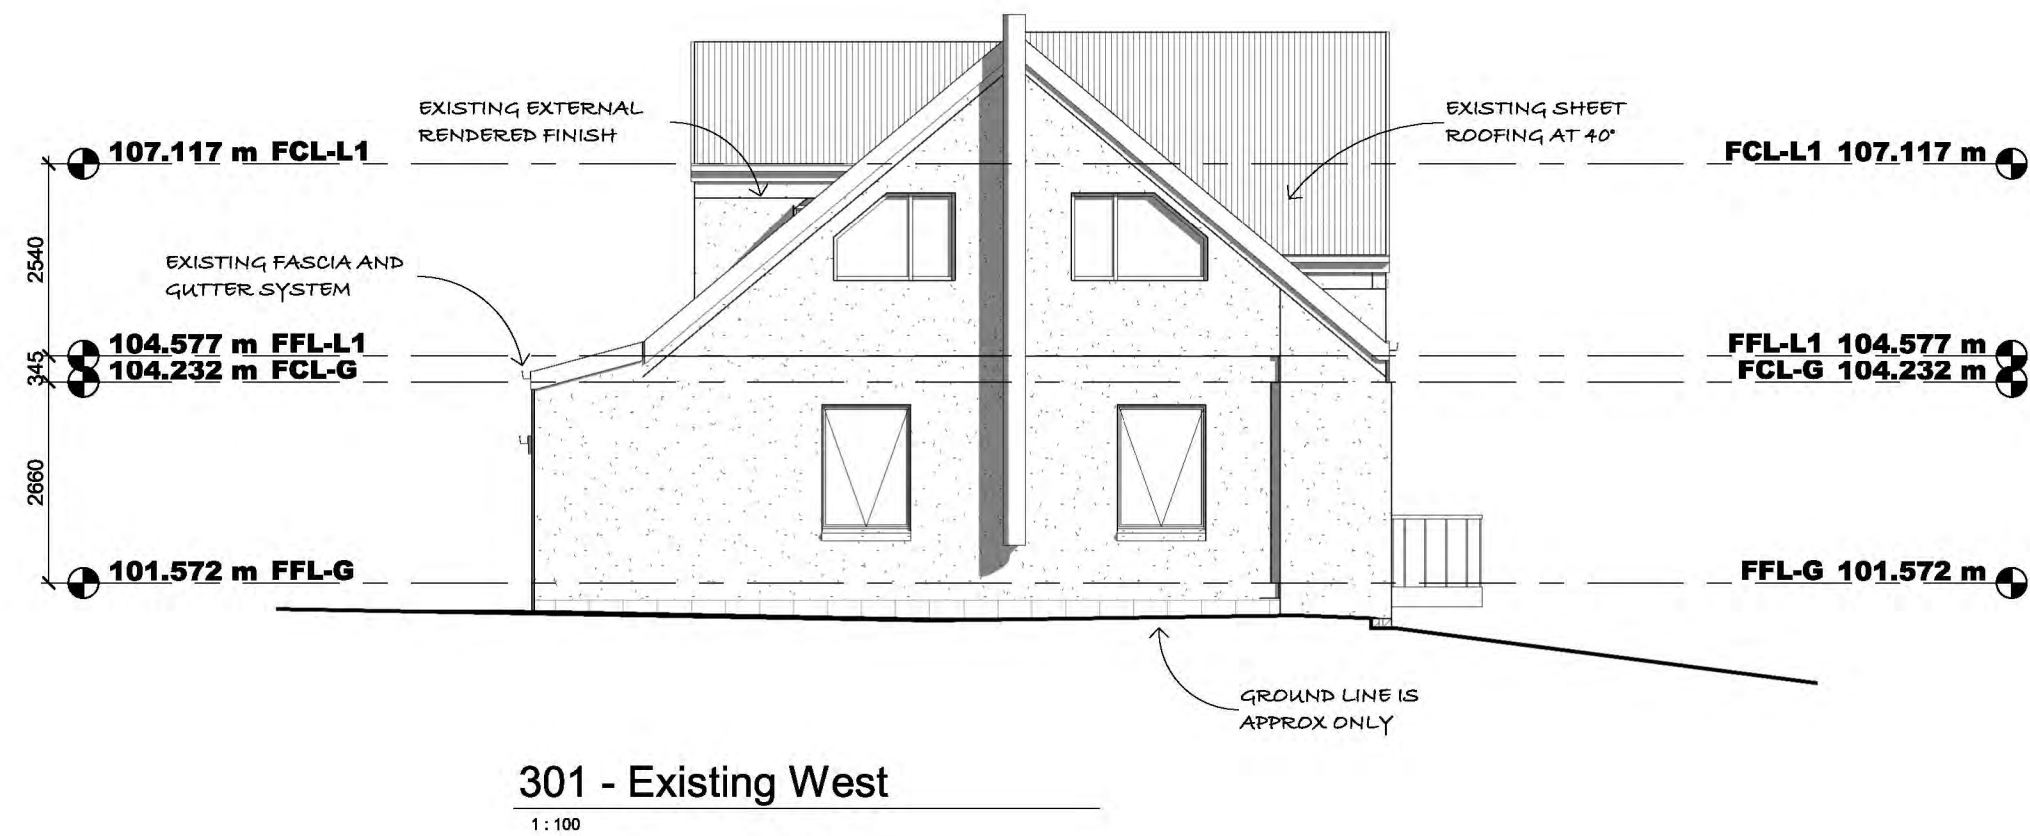 EXISTING EXTERNAL
RENDERED FINISH
EXISTING SHEET
ROOFING AT 40°
107.117 m FCL-L1
FCL-L1 107.117 m
2540
EXISTING FASCIA AND
GUTTER SYSTEM
104.577 m FFL-L1
FFL-L1 104.577 m
345
104.232 m FCL-G
FCL-G 104.232 m
2660
101.572 m FFL-G
FFL-G 101.572 m
GROUND LINE IS
APPROX ONLY
301 - Existing West
1 : 100